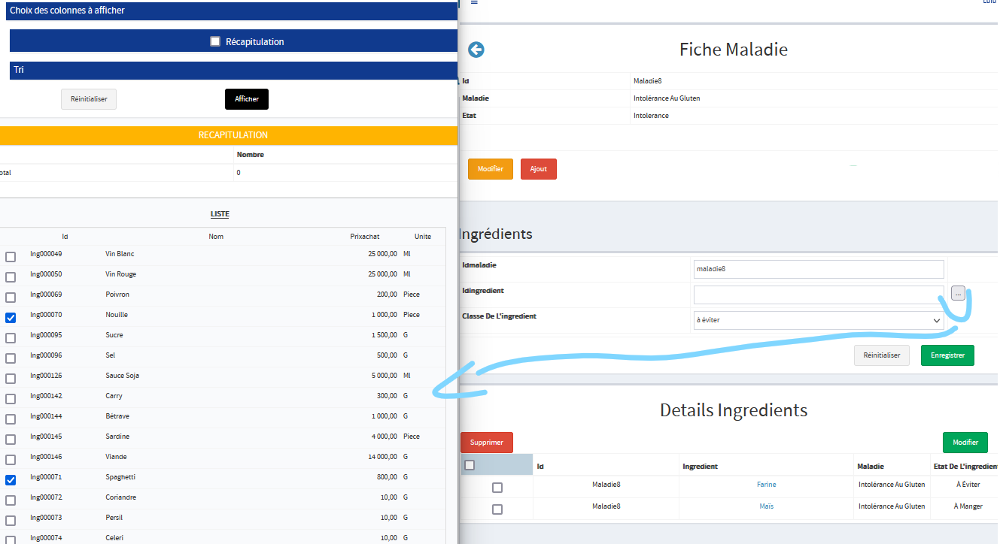 Choix des colonnes à afficher
Récapitulation
Tri
Réinitialiser
Afficher
RECAPITULATION
Nombre
otal 0
LISTE
Id Nom Prixachat Unite
Ing000049 Vin Blanc 25 000,00 Ml
Ing000050 Vin Rouge 25 000,00 Ml
Ing000069 Poivron 200,00 Piece
Ing000070 Nouille 1 000,00 Piece
Ing000095 Sucre 1 500,00 G
Ing000096 Sel 500,00 G
Ing000126 Sauce Soja 5 000,00 Ml
Ing000142 Carry 300,00 G
Ing000144 Bétrave 1 000,00 G
Ing000145 Sardine 4 000,00 Piece
Ing000146 Viande 14 000,00 G
Ing000071 Spaghetti 800,00 G
Ing000072 Coriandre 10,00 G
Ing000073 Persil 10,00 G
Ing000074 Celeri 10,00 G
Fiche Maladie
Id Maladie8
Maladie Intolérance Au Gluten
Etat Intolerance
Modifier Ajout
Ingrédients
Idmaladie maladie8
Idingredient ...
Classe De L'ingredient à éviter
Réinitialiser Enregistrer
Details Ingredients
Supprimer Modifier
Id Ingredient Maladie Etat De L'ingredien
Maladie8 Farine Intolérance Au Gluten À Éviter
Maladie8 Maïs Intolérance Au Gluten À Manger